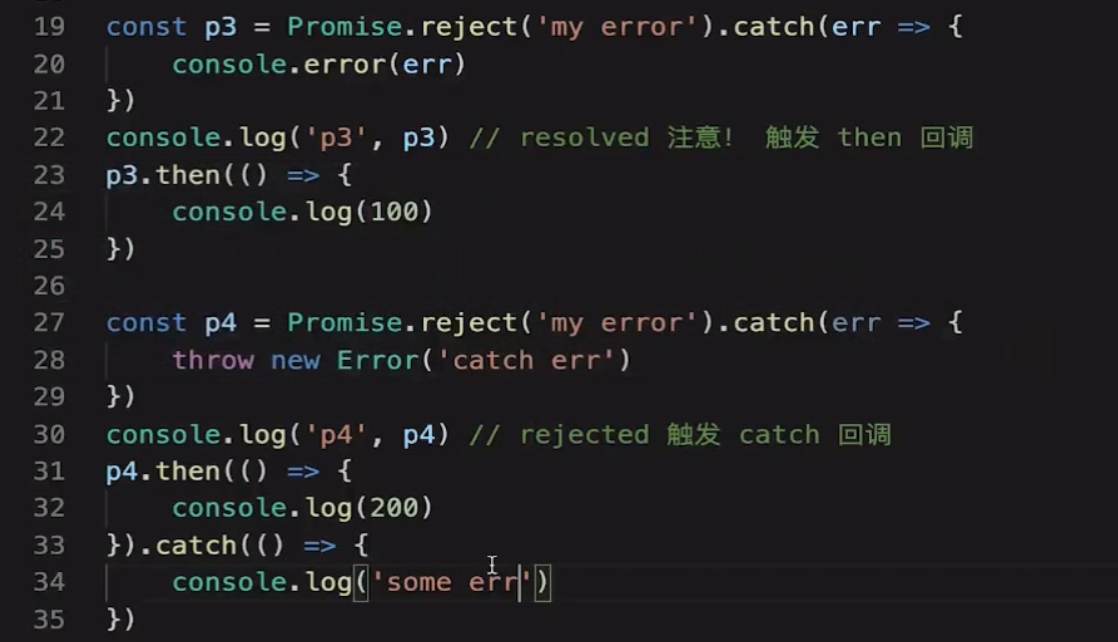 19 const p3 = Promise.reject('my error').catch(err => {
20     console.error(err)
21 })
22 console.log('p3', p3) // resolved 注意！ 触发 then 回调
23 p3.then(() => {
24     console.log(100)
25 })
26
27 const p4 = Promise.reject('my error').catch(err => {
28     throw new Error('catch err')
29 })
30 console.log('p4', p4) // rejected 触发 catch 回调
31 p4.then(() => {
32     console.log(200)
33 }).catch(() => {
34     console.log('some err')
35 })